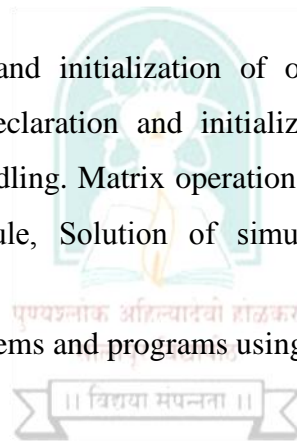 and initialization of o
eclaration and initializ
dling. Matrix operation
ule, Solution of simu
पुण्यश्लोक अहिल्यादेवी होळकर
ems and programs using
।। विद्यया संपन्नता ।।